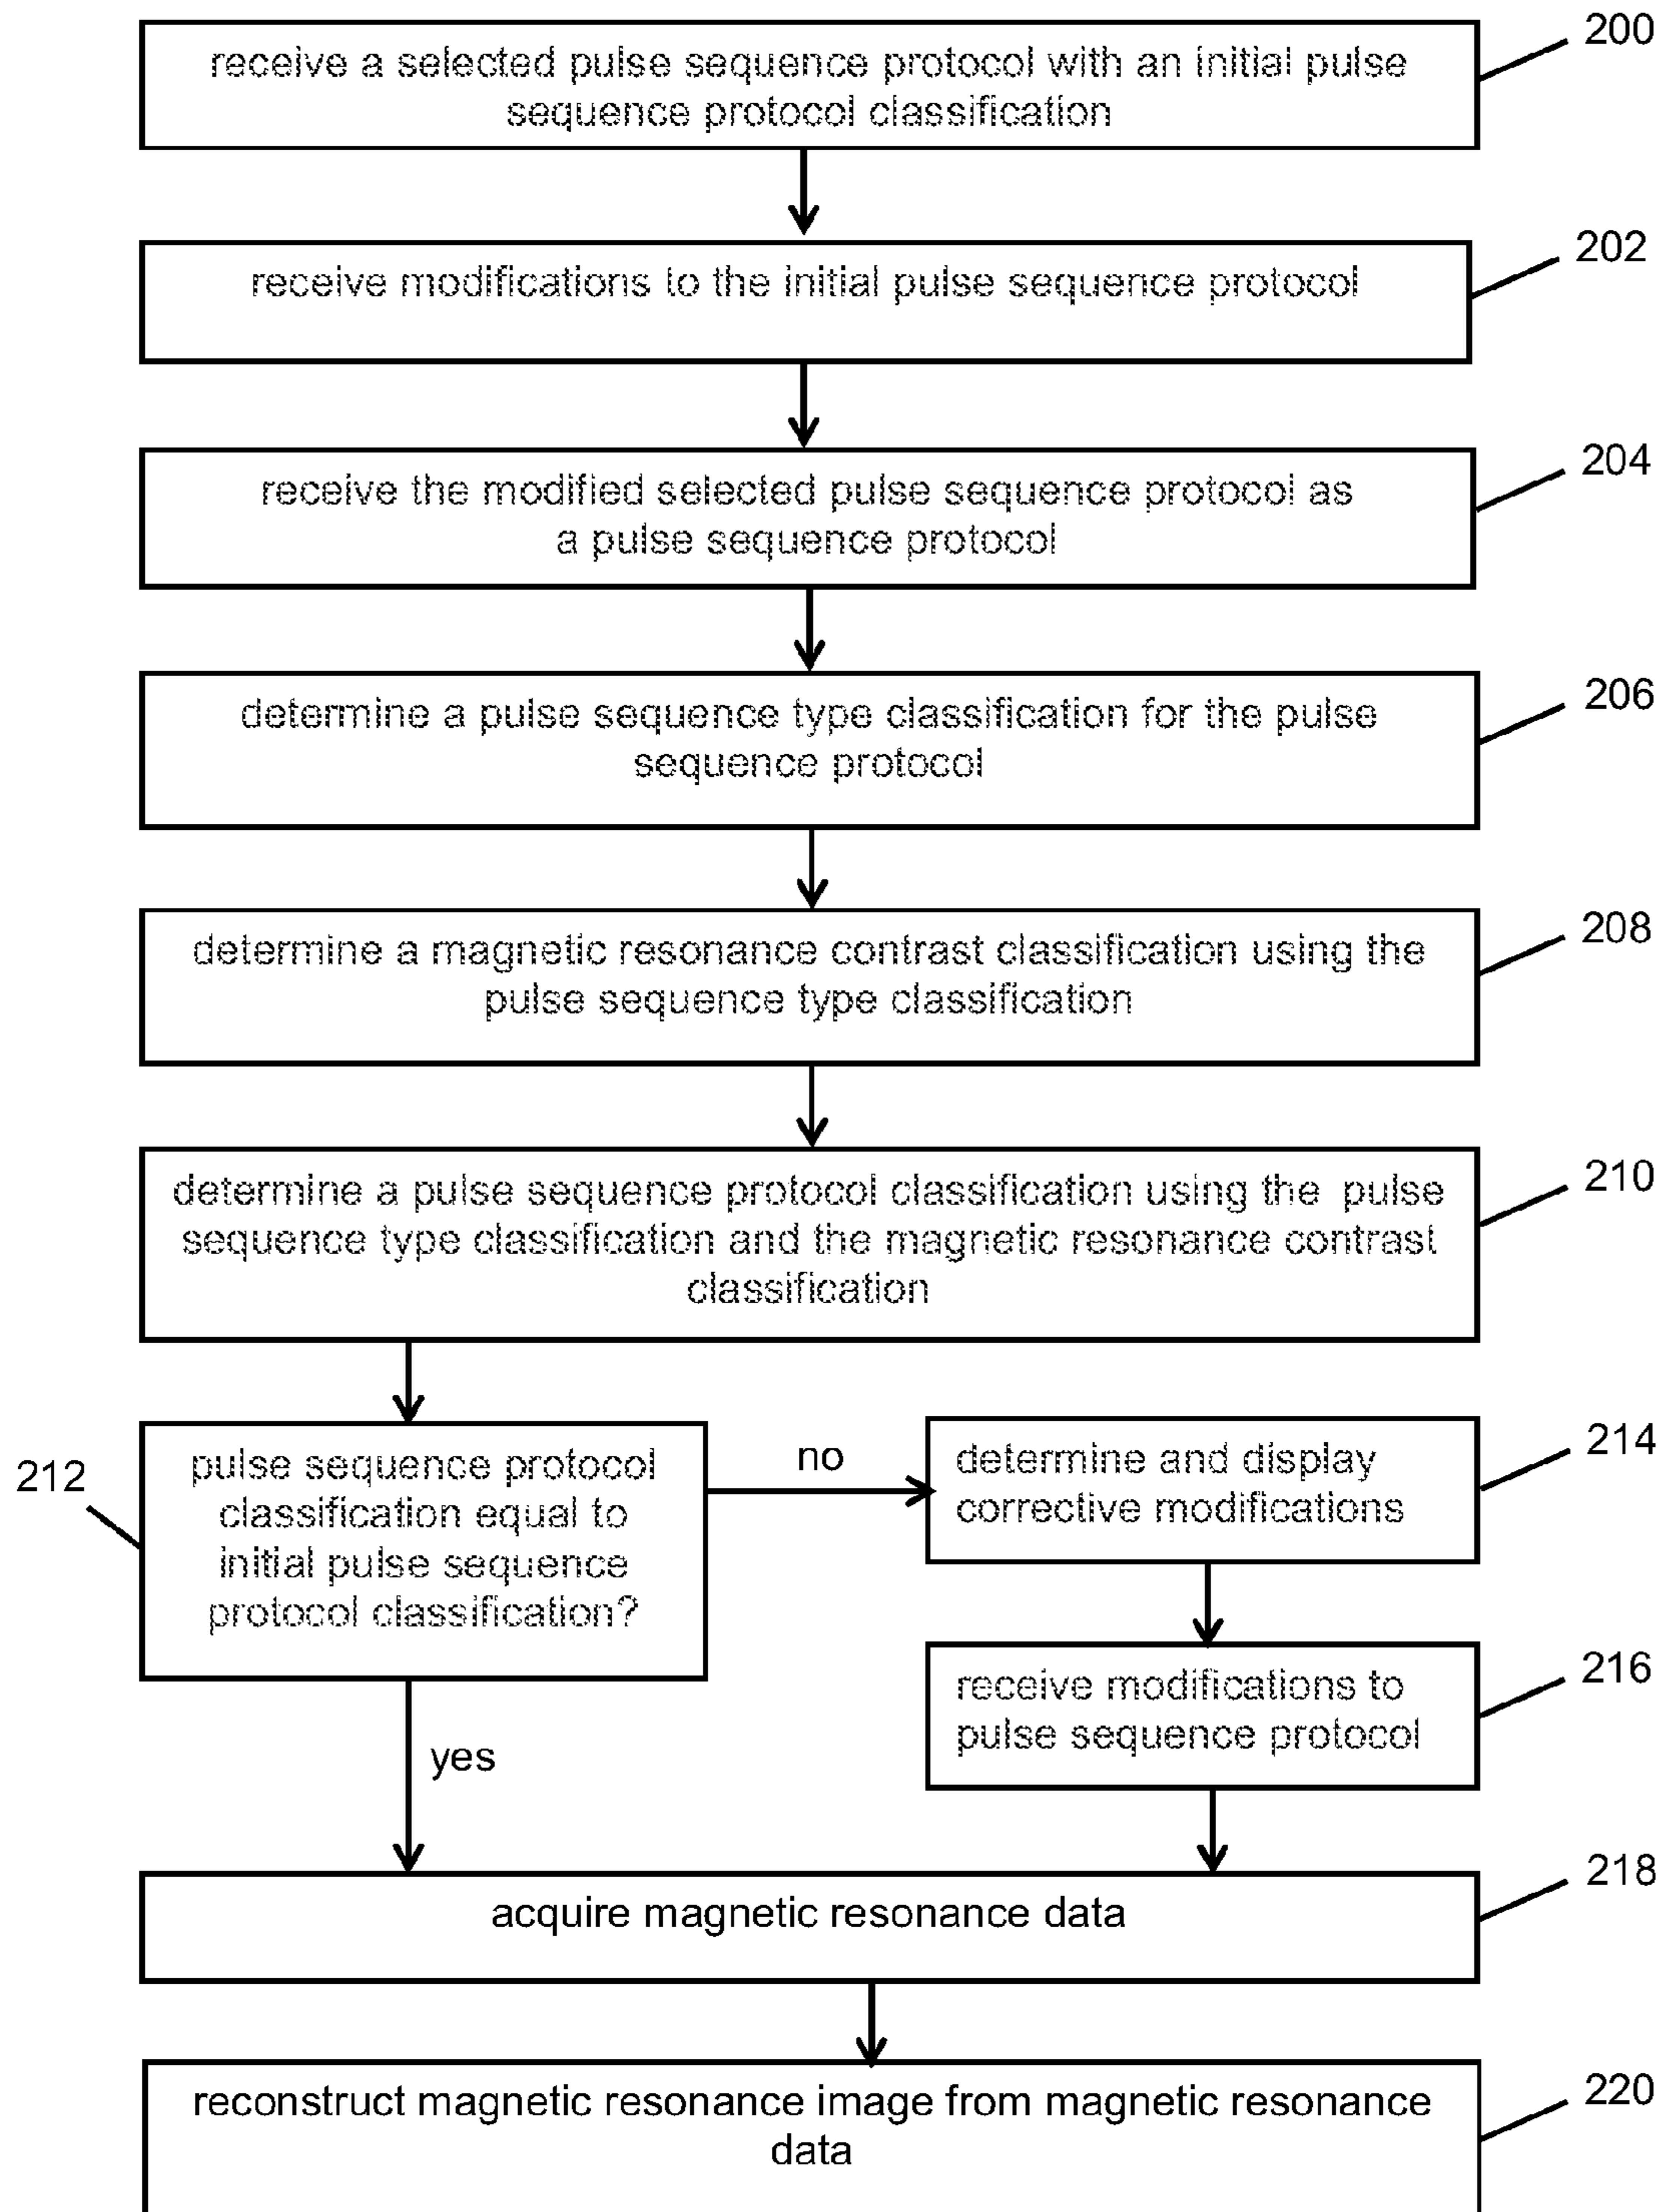 receive a selected pulse sequence protocol with an initial pulse
sequence protocol classification
200
receive modifications to the initial pulse sequence protocol
202
receive the modified selected pulse sequence protocol as
a pulse sequence protocol
204
determine a pulse sequence type classification for the pulse
sequence protocol
206
determine a magnetic resonance contrast classification using the
pulse sequence type classification
208
determine a pulse sequence protocol classification using the pulse
sequence type classification and the magnetic resonance contrast
classification
210
212
pulse sequence protocol
classification equal to
initial pulse sequence
protocol classification?
no
determine and display
corrective modifications
214
receive modifications to
pulse sequence protocol
216
yes
acquire magnetic resonance data
218
reconstruct magnetic resonance image from magnetic resonance
data
220